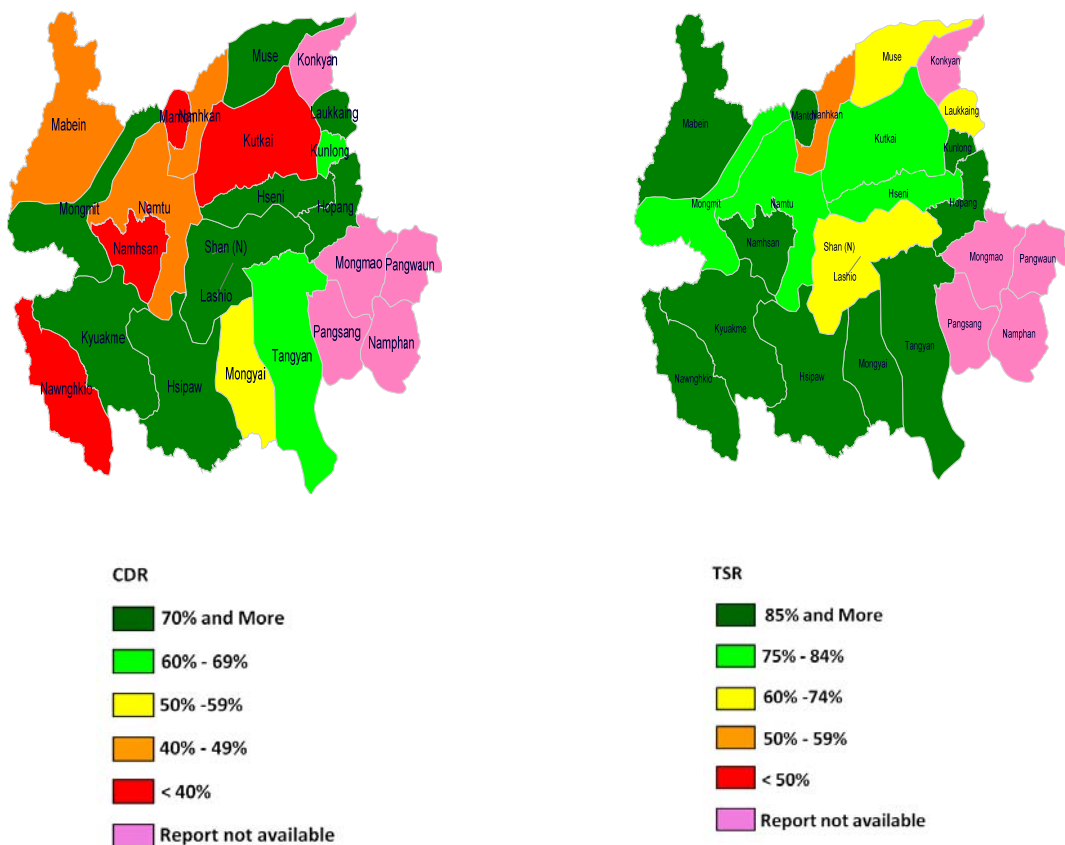 Muse
Konkyan
Mabein
Manton
Nanhkan
Laukkaing
Kutkai
Kunlong
Hseni
Mongmit
Namtu
Hopang
Namhsan
Shan (N)
Mongmao
Pangwaun
Lashio
Kyuakme
Pangsang
Namphan
Tangyan
Mongyai
Hsipaw
Nawnghkio
CDR
70% and More
60% - 69%
50% -59%
40% - 49%
< 40%
Report not available
Muse
Konkyan
Mabein
Manton
Nanhkan
Laukkaing
Kutkai
Kunlong
Hseni
Mongmit
Namtu
Hopang
Namhsan
Shan (N)
Mongmao
Pangwaun
Lashio
Kyuakme
Pangsang
Namphan
Tangyan
Mongyai
Hsipaw
Nawnghkio
TSR
85% and More
75% - 84%
60% -74%
50% - 59%
< 50%
Report not available